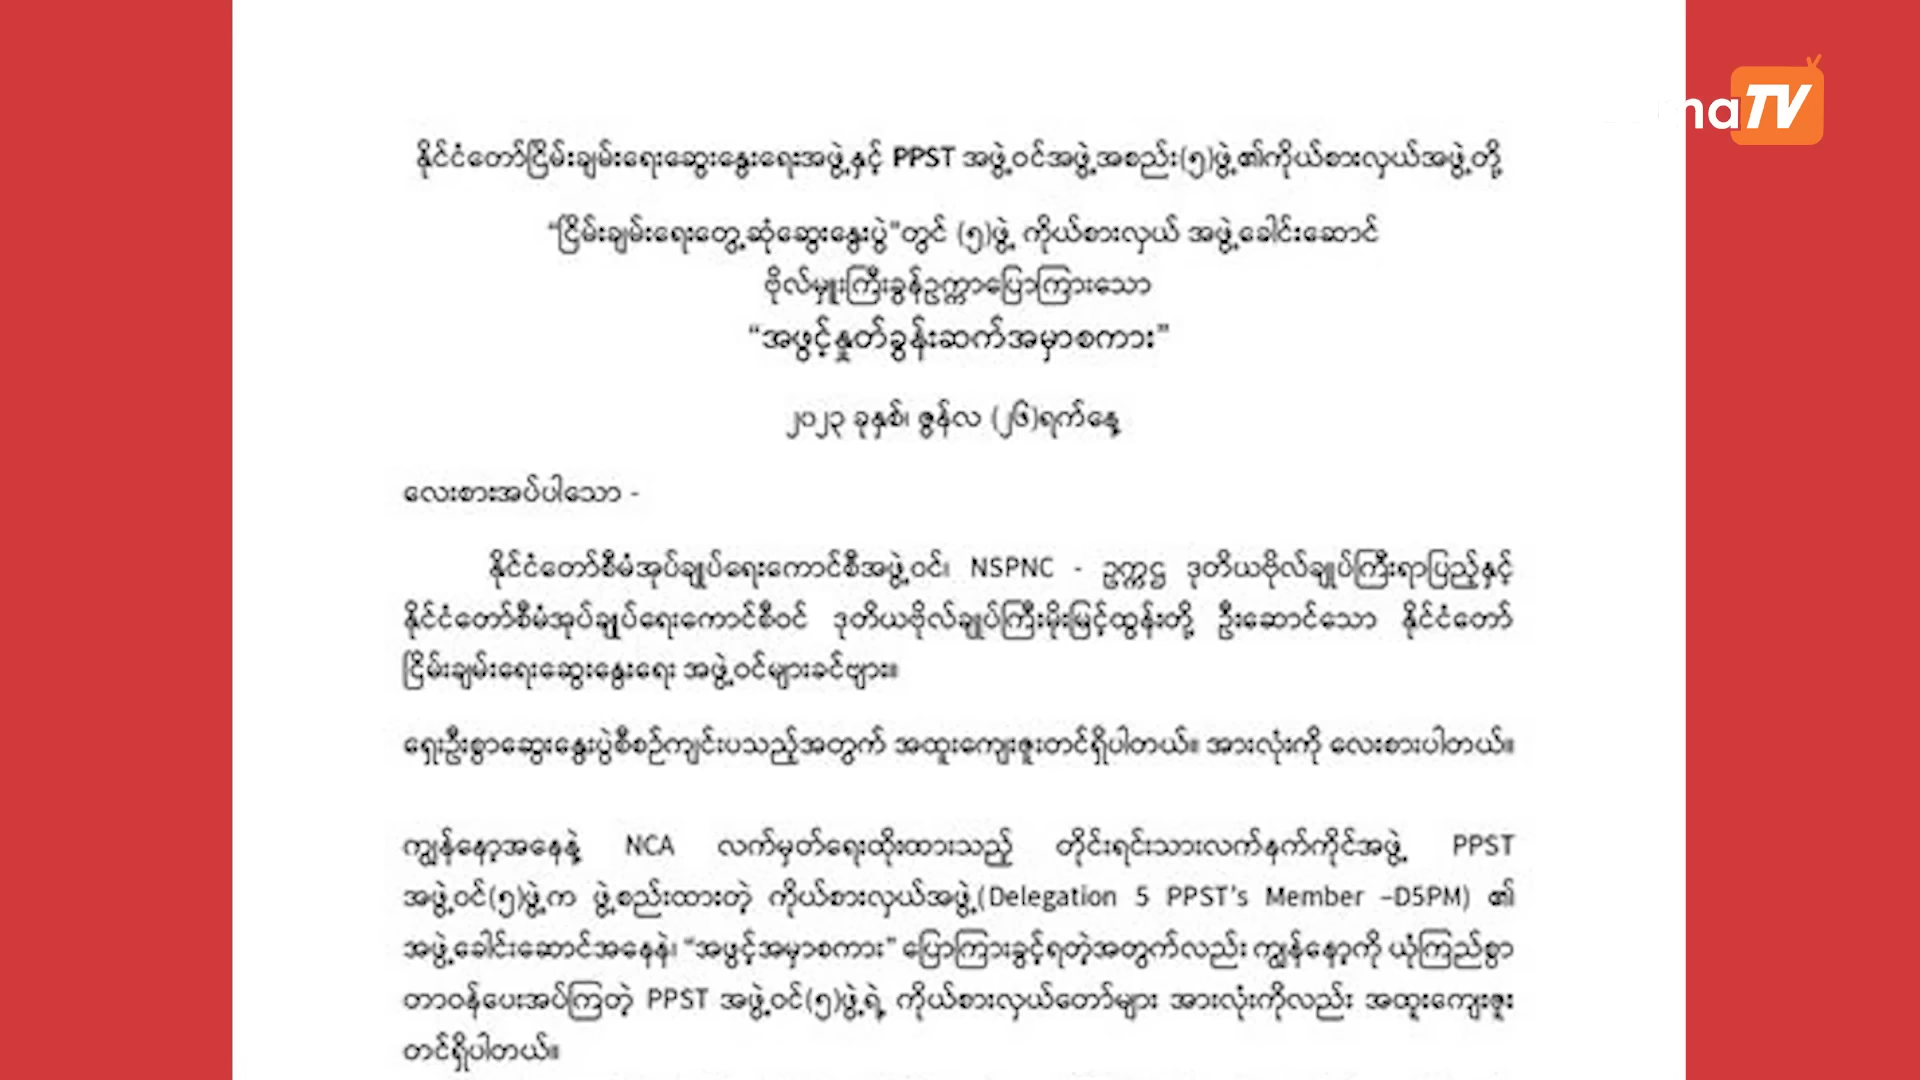 maTV
နိုင်ငံတော်ငြိမ်းချမ်းရေးဆွေးနွေးရေးအဖွဲ့နှင့် PPST အဖွဲ့ဝင်အဖွဲ့အစည်း(၅)ဖွဲ့၏ကိုယ်စားလှယ်အဖွဲ့တို့
“ငြိမ်းချမ်းရေးတွေ့ဆုံဆွေးနွေးပွဲ”တွင် (၅)ဖွဲ့ ကိုယ်စားလှယ် အဖွဲ့ခေါင်းဆောင်
ဗိုလ်မှူးကြီးခွန်ဥက္ကာပြောကြားသော
“အဖွင့်နှုတ်ခွန်းဆက်အမှာစကား”
၂၀၂၃ ခုနှစ်၊ ဇွန်လ (၂၆)ရက်နေ့
လေးစားအပ်ပါသော -
နိုင်ငံတော်စီမံအုပ်ချုပ်ရေးကောင်စီအဖွဲ့ဝင်၊ NSPNC - ဥက္ကဋ္ဌ ဒုတိယဗိုလ်ချုပ်ကြီးရာပြည့်နှင့်
နိုင်ငံတော်စီမံအုပ်ချုပ်ရေးကောင်စီဝင် ဒုတိယဗိုလ်ချုပ်ကြီးမိုးမြင့်ထွန်းတို့ ဦးဆောင်သော နိုင်ငံတော်
ငြိမ်းချမ်းရေးဆွေးနွေးရေး အဖွဲ့ဝင်များခင်ဗျား။
ရှေးဦးစွာဆွေးနွေးပွဲစီစဉ်ကျင်းပသည့်အတွက် အထူးကျေးဇူးတင်ရှိပါတယ်။ အားလုံးကို လေးစားပါတယ်။
ကျွန်နော့အနေနဲ့ NCA လက်မှတ်ရေးထိုးထားသည့် တိုင်းရင်းသားလက်နက်ကိုင်အဖွဲ့ PPST
အဖွဲ့ဝင်(၅)ဖွဲ့က ဖွဲ့စည်းထားတဲ့ ကိုယ်စားလှယ်အဖွဲ့(Delegation 5 PPST’s Member –D5PM) ၏
အဖွဲ့ခေါင်းဆောင်အနေနဲ၊ “အဖွင့်အမှာစကား” ပြောကြားခွင့်ရတဲ့အတွက်လည်း ကျွန်နော့ကို ယုံကြည်စွာ
တာဝန်ပေးအပ်ကြတဲ့ PPST အဖွဲ့ဝင်(၅)ဖွဲ့ရဲ့ ကိုယ်စားလှယ်တော်များ အားလုံးကိုလည်း အထူးကျေးဇူး
တင်ရှိပါတယ်။